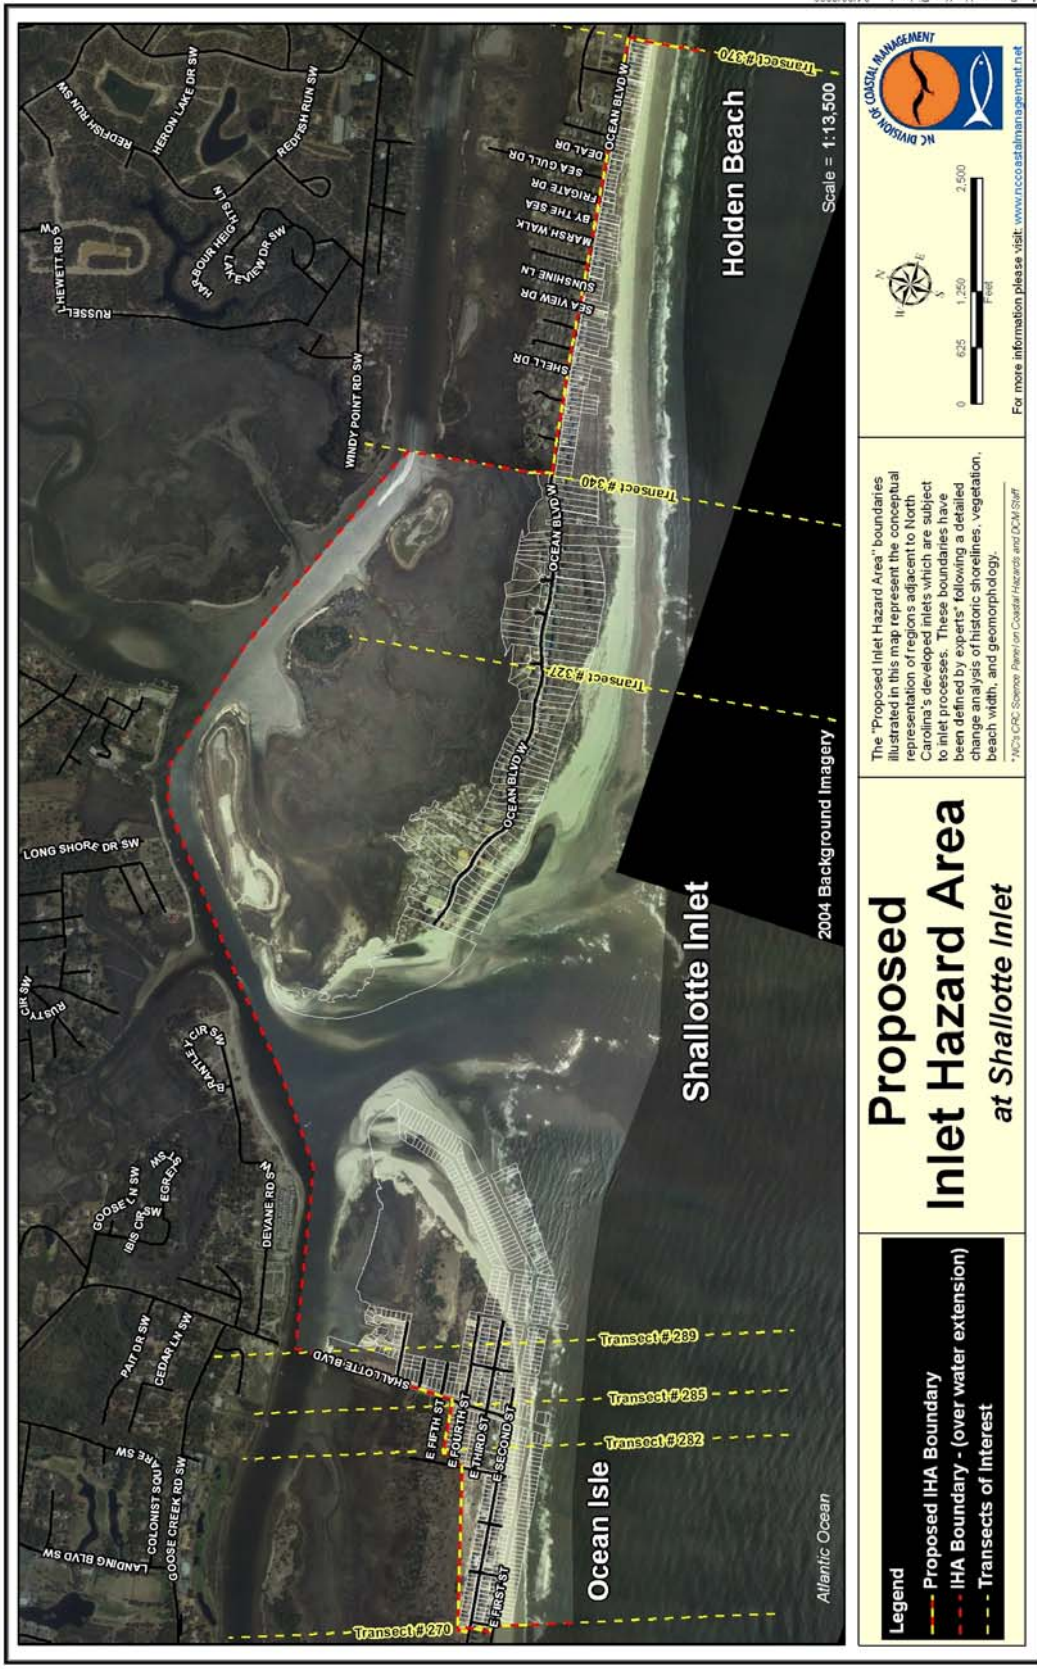 REDFISH RUN SW
HERON LAKE DR SW
REDFISH RUN SW
HARBOUR HEIGHTS LN
LAKEVIEW DR SW
RUSSEL
T HEWETT RD S
W
WINDY POINT RD SW
LONG SHORE DR SW
RUSTY
CIR SW
BRANTLEY CIR SW
GOOSE LN SW
IBIS CIR SW
EGRET ST SW
DEVANE RD SW
PAIT DR SW
CEDAR LN SW
COLONIST SQUARE SW
GOOSE CREEK RD SW
LANDING BLVD SW
OCEAN BLVD W
DEAL DR
SEA GULL DR
FRIGATE DR
BY THE SEA
MARSH WALK
SUNSHINE LN
SEA VIEW DR
SHELL DR
OCEAN BLVD W
OCEAN BLVD W
SHALLOTTE BLVD
E FIFTH ST
E FOURTH ST
E THIRD ST
E SECOND ST
E FIRST ST
Transect # 270
Transect # 282
Transect # 285
Transect # 289
Transect # 327
Transect # 340
Transect # 370
Ocean Isle
Shallotte Inlet
Holden Beach
Atlantic Ocean
2004 Background Imagery
Scale = 1:13,500
Legend
Proposed IHA Boundary
IHA Boundary - (over water extension)
Transects of Interest
Proposed
Inlet Hazard Area
at Shallotte Inlet
The "Proposed Inlet Hazard Area" boundaries
illustrated in this map represent the conceptual
representation of regions adjacent to North
Carolina's developed inlets which are subject
to inlet processes. These boundaries have
been defined by experts* following a detailed
change analysis of historic shorelines, vegetation,
beach width, and geomorphology.
*NC's CRC Science Panel on Coastal Hazards and DCM Staff
N
E
S
W
0 625 1,250 2,500
Feet
NC DIVISION OF COASTAL MANAGEMENT
For more information please visit: www.nccoastalmanagement.net